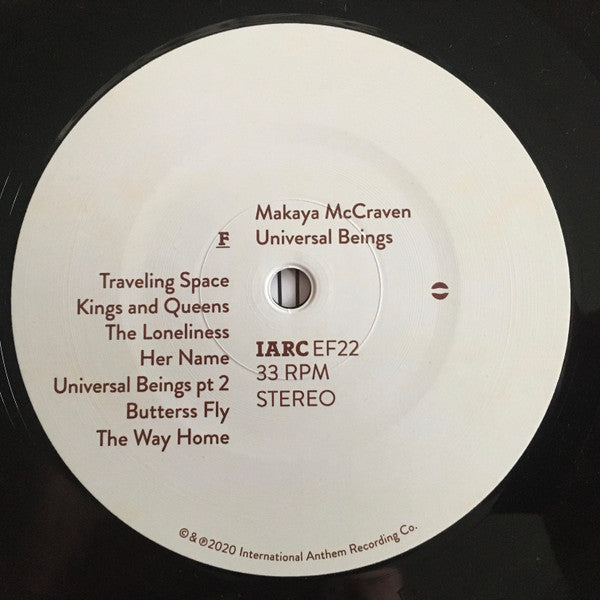 Makaya McCraven
F
Universal Beings
Traveling Space
Kings and Queens
The Loneliness
Her Name
Universal Beings pt 2
Butterss Fly
The Way Home
IARC EF22
33 RPM
STEREO
© & ℗ 2020 International Anthem Recording Co.